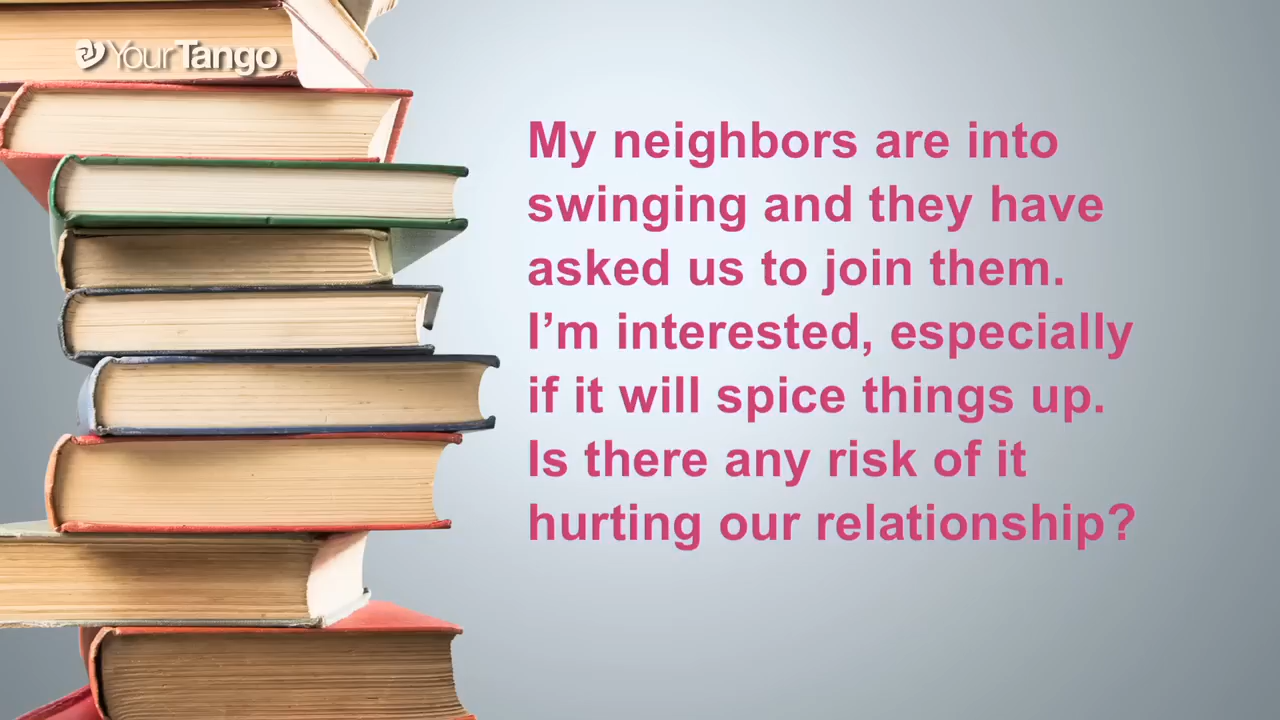 YourTango
My neighbors are into
swinging and they have
asked us to join them.
I’m interested, especially
if it will spice things up.
Is there any risk of it
hurting our relationship?